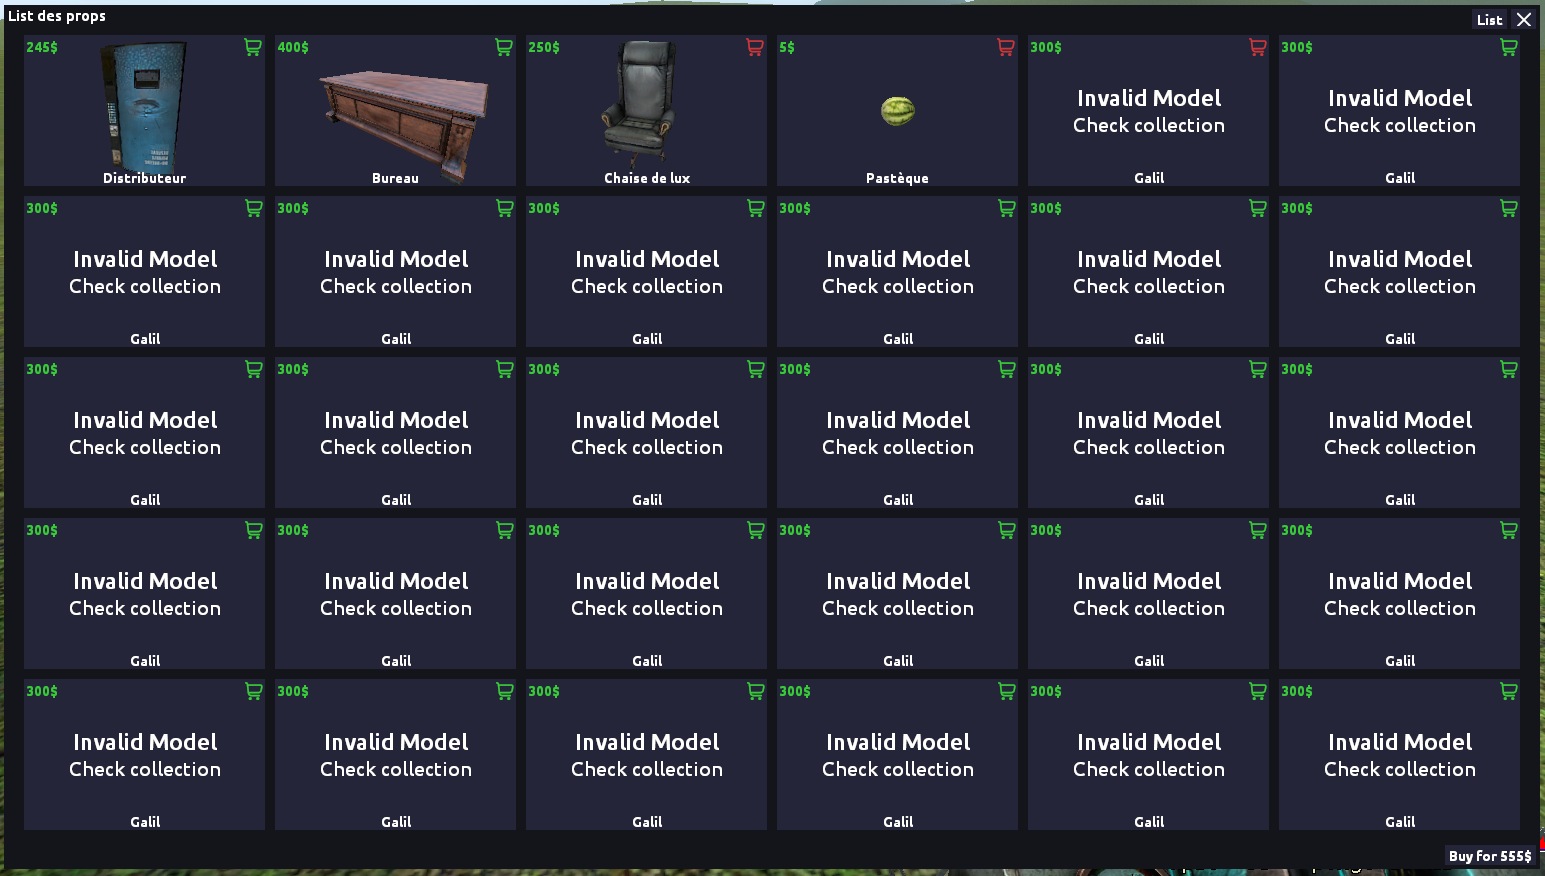 List des props
List
245$
400$
250$
5$
300$
300$
Invalid Model
Check collection
Invalid Model
Check collection
Distributeur
Bureau
Chaise de lux
Pastèque
Galil
Galil
300$
300$
300$
300$
300$
300$
Invalid Model
Check collection
Invalid Model
Check collection
Invalid Model
Check collection
Invalid Model
Check collection
Invalid Model
Check collection
Invalid Model
Check collection
Galil
Galil
Galil
Galil
Galil
Galil
300$
300$
300$
300$
300$
300$
Invalid Model
Check collection
Invalid Model
Check collection
Invalid Model
Check collection
Invalid Model
Check collection
Invalid Model
Check collection
Invalid Model
Check collection
Galil
Galil
Galil
Galil
Galil
Galil
300$
300$
300$
300$
300$
300$
Invalid Model
Check collection
Invalid Model
Check collection
Invalid Model
Check collection
Invalid Model
Check collection
Invalid Model
Check collection
Invalid Model
Check collection
Galil
Galil
Galil
Galil
Galil
Galil
300$
300$
300$
300$
300$
300$
Invalid Model
Check collection
Invalid Model
Check collection
Invalid Model
Check collection
Invalid Model
Check collection
Invalid Model
Check collection
Invalid Model
Check collection
Galil
Galil
Galil
Galil
Galil
Galil
Buy for 555$